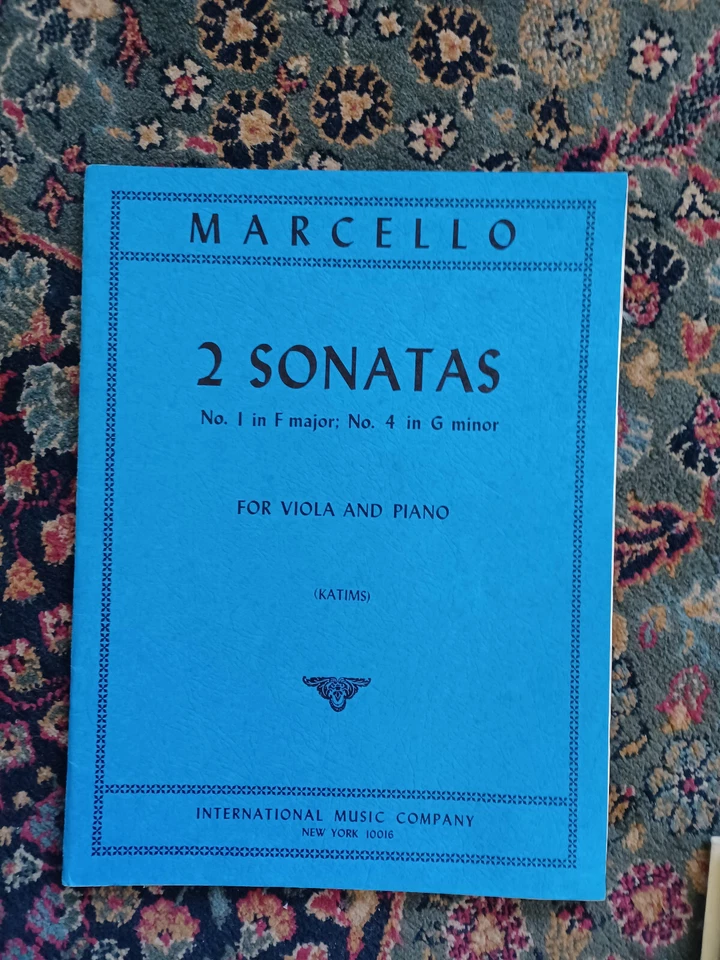 MARCELLO
2 SONATAS
No. 1 in F major; No. 4 in G minor
FOR VIOLA AND PIANO
(KATIMS)
INTERNATIONAL MUSIC COMPANY
NEW YORK 10016